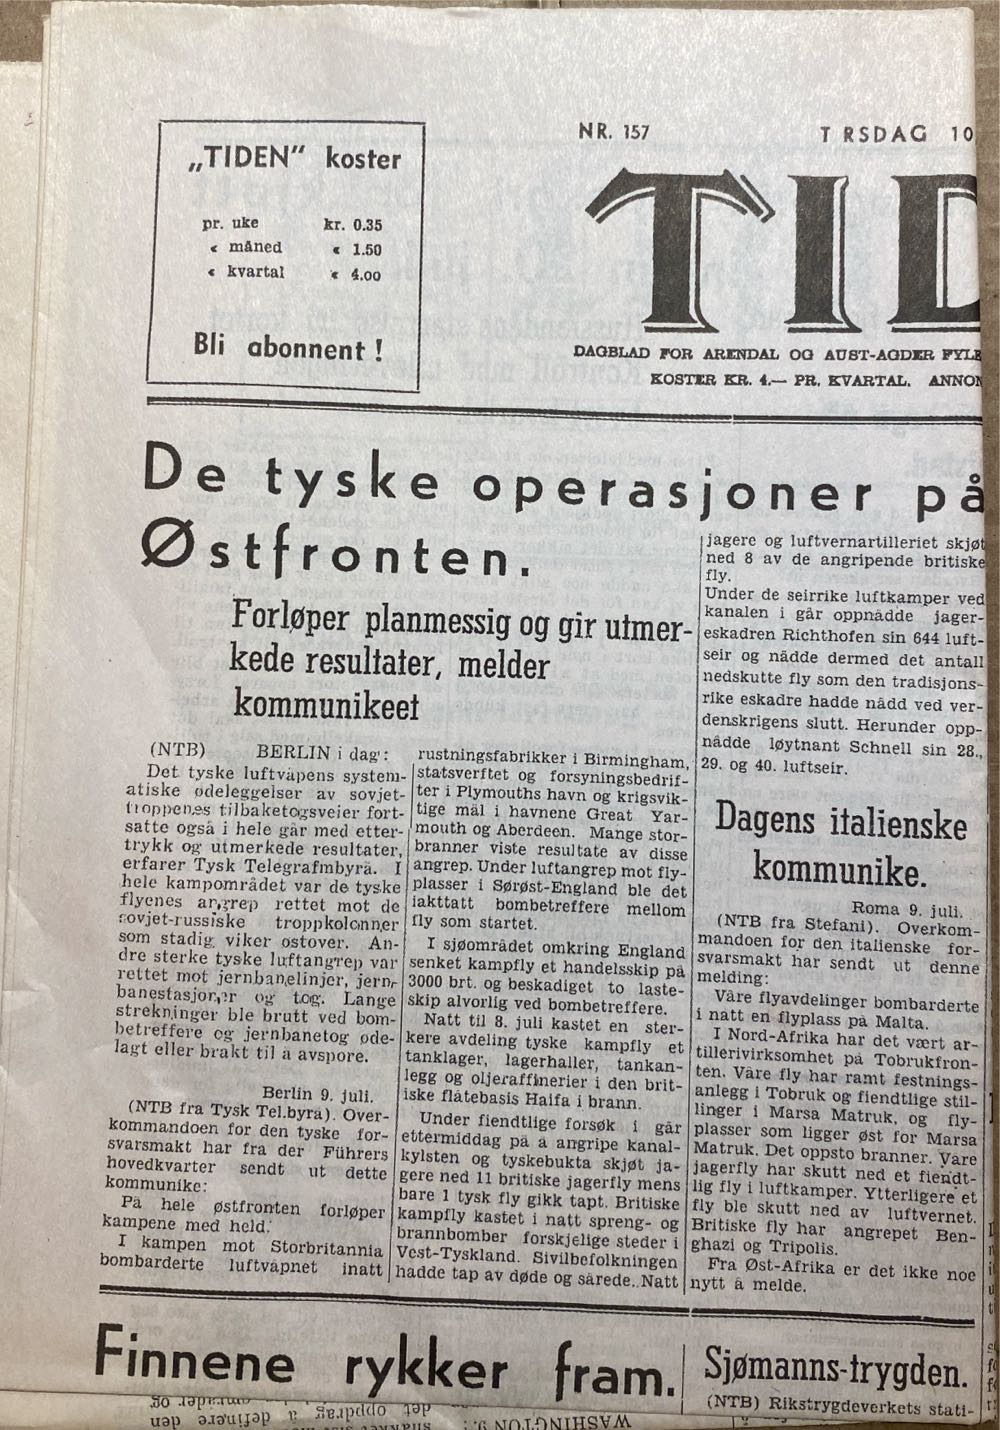 „TIDEN” koster
pr. uke kr. 0.35
« måned « 1.50
« kvartal « 4.00
Bli abonnent !
NR. 157 T RSDAG 10
TID
DAGBLAD FOR ARENDAL OG AUST-AGDER FYLK
KOSTER KR. 4.— PR. KVARTAL. ANNON
De tyske operasjoner på
Østfronten.
Forløper planmessig og gir utmer-
kede resultater, melder
kommunikeet
(NTB) BERLIN i dag:
Det tyske luftvåpens system-
atiske ødeleggelser av sovjet-
troppenes tilbaketogsveier fort-
satte også i hele går med etter-
trykk og utmerkede resultater,
erfarer Tysk Telegrafmbyrå. I
hele kampområdet var de tyske
flyenes angrep rettet mot de
sovjet-russiske troppkolonner
som stadig viker østover. An-
dre sterke tyske luftangrep var
rettet mot jernbanelinjer, jern-
banestasjoner og tog. Lange
strekninger ble brutt ved bom-
betreffere og jernbanetog øde-
lagt eller brakt til å avspore.
Berlin 9. juli.
(NTB fra Tysk Tel.byrå). Over-
kommandoen for den tyske for-
svarsmakt har fra der Führers
hovedkvarter sendt ut dette
kommunike:
På hele østfronten forløper
kampene med held.
I kampen mot Storbritannia
bombarderte luftvåpnet inatt
rustningsfabrikker i Birmingham,
statsverftet og forsyningsbedrif-
ter i Plymouths havn og krigsvik-
tige mål i havnene Great Yar-
mouth og Aberdeen. Mange stor-
branner viste resultate av disse
angrep. Under luftangrep mot fly-
plasser i Sørøst-England ble det
iakttatt bombetreffere mellom
fly som startet.
I sjøområdet omkring England
senket kampfly et handelsskip på
3000 brt. og beskadiget to laste-
skip alvorlig ved bombetreffere.
Natt til 8. juli kastet en ster-
kere avdeling tyske kampfly et
tanklager, lagerhaller, tankan-
legg og oljeraffinerier i den brit-
iske flåtebasis Haifa i brann.
Under fiendtlige forsøk i går
ettermiddag på å angripe kanal-
kylsten og tyskebukta skjøt ja-
gere ned 11 britiske jagerfly mens
bare 1 tysk fly gikk tapt. Britiske
kampfly kastet i natt spreng- og
brannbomber forskjelige steder i
Vest-Tyskland. Sivilbefolkningen
hadde tap av døde og sårede. Natt
jagere og luftvernartilleriet skjøt
ned 8 av de angripende britiske
fly.
Under de seirrike luftkamper ved
kanalen i går oppnådde jager-
eskadren Richthofen sin 644 luft-
seir og nådde dermed det antall
nedskutte fly som den tradisjons-
rike eskadre hadde nådd ved ver-
denskrigens slutt. Herunder opp-
nådde løytnant Schnell sin 28.,
29. og 40. luftseir.
Dagens italienske
kommunike.
Roma 9. juli.
(NTB fra Stefani). Overkom-
mandoen for den italienske for-
svarsmakt har sendt ut denne
melding:
Våre flyavdelinger bombarderte
i natt en flyplass på Malta.
I Nord-Afrika har det vært ar-
tillerivirksomhet på Tobrukfron-
ten. Våre fly har ramt festnings-
anlegg i Tobruk og fiendtlige stil-
linger i Marsa Matruk, og fly-
plasser som ligger øst for Marsa
Matruk. Det oppsto branner. Våre
jagerfly har skutt ned et fiendt-
lig fly i luftkamper. Ytterligere et
fly ble skutt ned av luftvernet.
Britiske fly har angrepet Ben-
ghazi og Tripolis.
Fra Øst-Afrika er det ikke noe
nytt å melde.
Finnene rykker fram.
Sjømanns-trygden.
(NTB) Rikstrygdeverkets stati-
WASHINGTON 9.:
det oppdrag å definere den